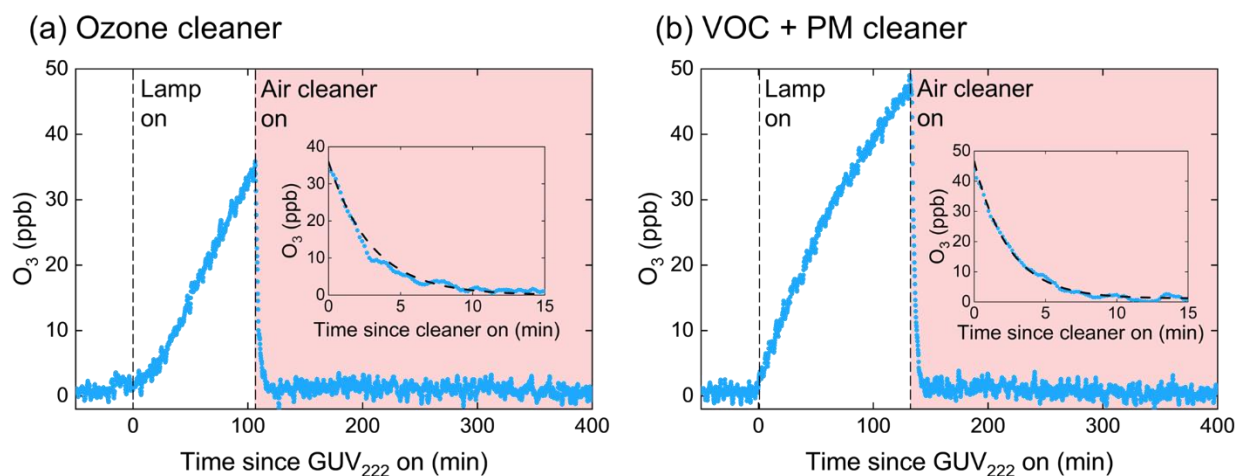 (a) Ozone cleaner
50
40
30
20
10
0
O3 (ppb)
Lamp
on
Air cleaner
on
40
30
20
10
0
O3 (ppb)
0 5 10 15
Time since cleaner on (min)
0 100 200 300 400
Time since GUV222 on (min)
(b) VOC + PM cleaner
50
40
30
20
10
0
O3 (ppb)
Lamp
on
Air cleaner
on
50
40
30
20
10
0
O3 (ppb)
0 5 10 15
Time since cleaner on (min)
0 100 200 300 400
Time since GUV222 on (min)